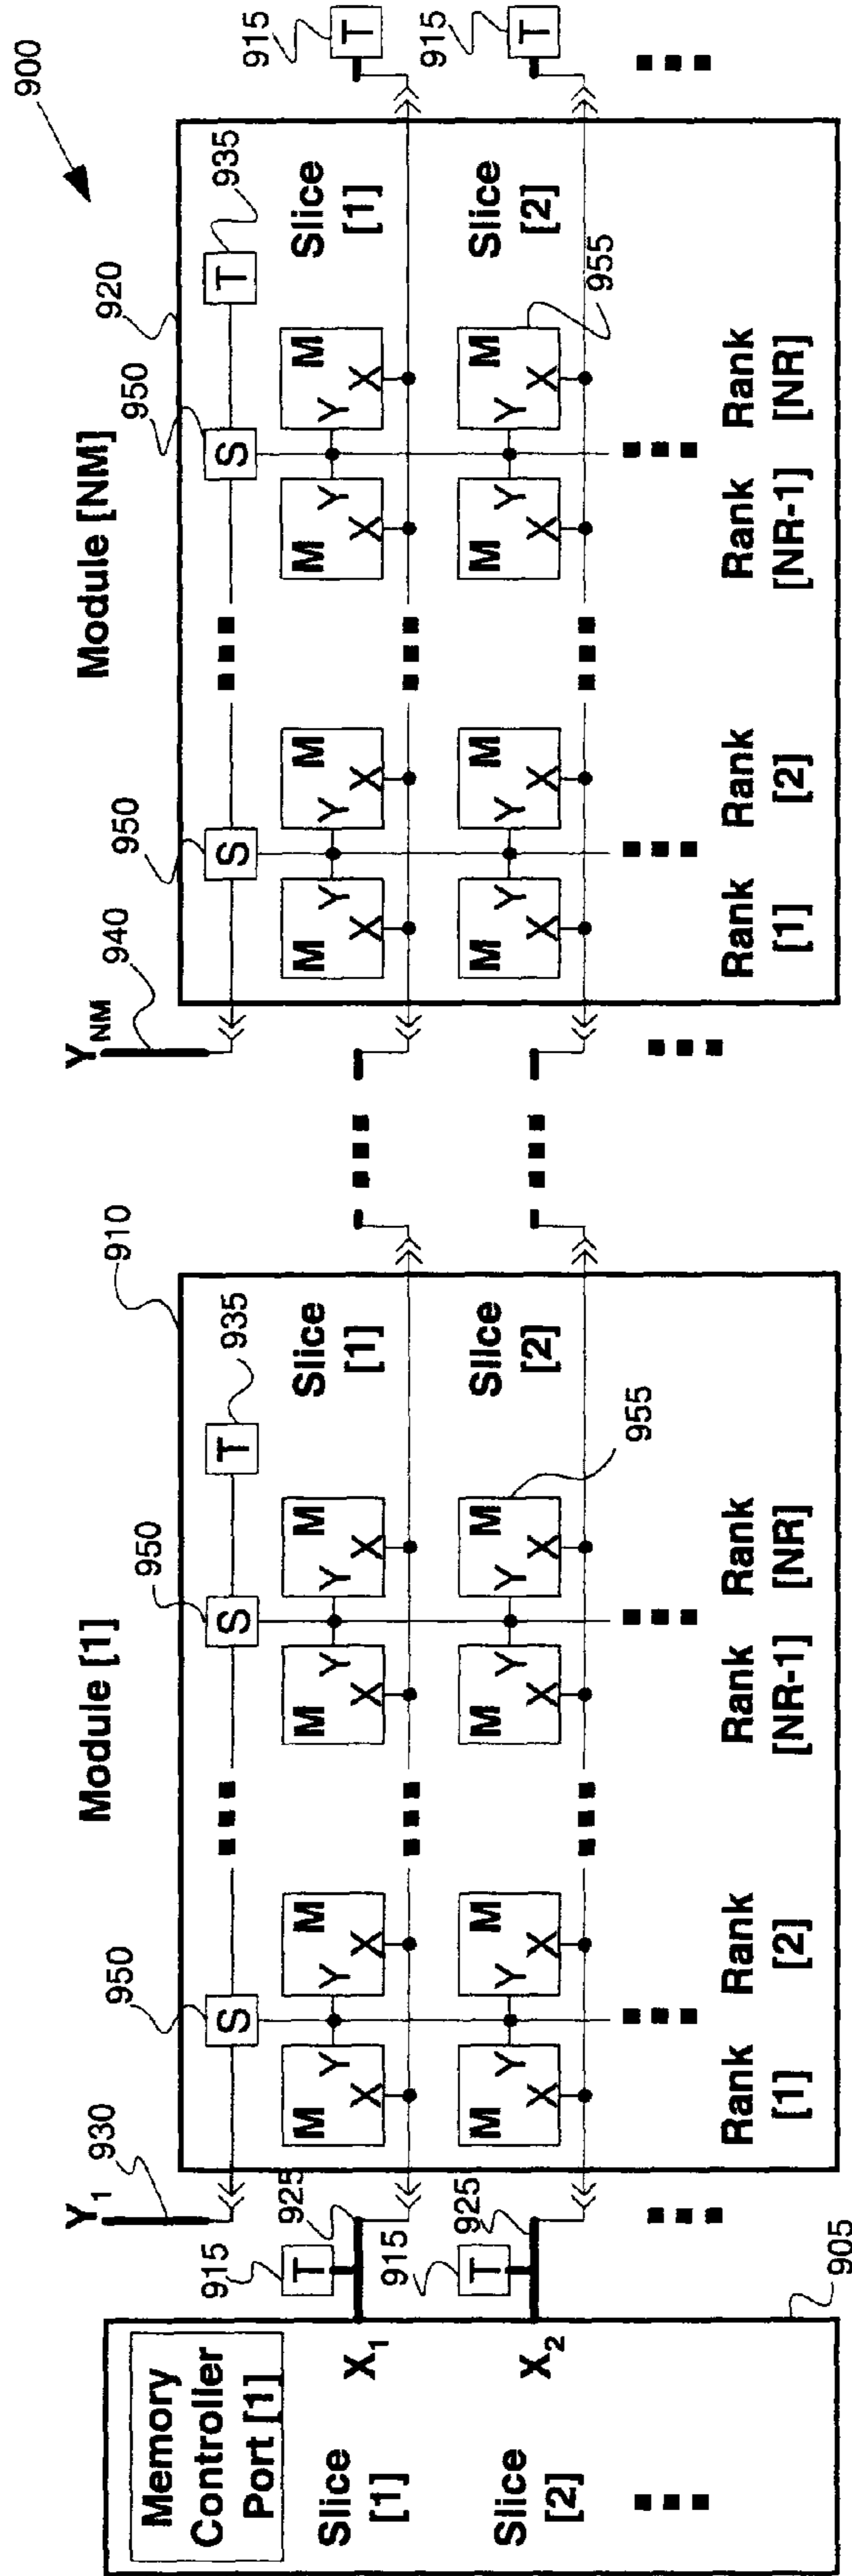 900
Memory
Controller
Port [1]
Slice
[1]
X1
Slice
[2]
X2
905
915
T
925
915
T
925
Y1
930
Module [1]
910
950
S
950
S
T
935
M
Y
X
M
Y
X
M
Y
X
M
Y
X
Slice
[1]
M
Y
X
M
Y
X
M
Y
X
M
Y
X
Slice
[2]
955
Rank
[1]
Rank
[2]
Rank
[NR-1]
Rank
[NR]
YNM
940
Module [NM]
920
950
S
950
S
T
935
M
Y
X
M
Y
X
M
Y
X
M
Y
X
Slice
[1]
M
Y
X
M
Y
X
M
Y
X
M
Y
X
Slice
[2]
955
Rank
[1]
Rank
[2]
Rank
[NR-1]
Rank
[NR]
915
T
915
T